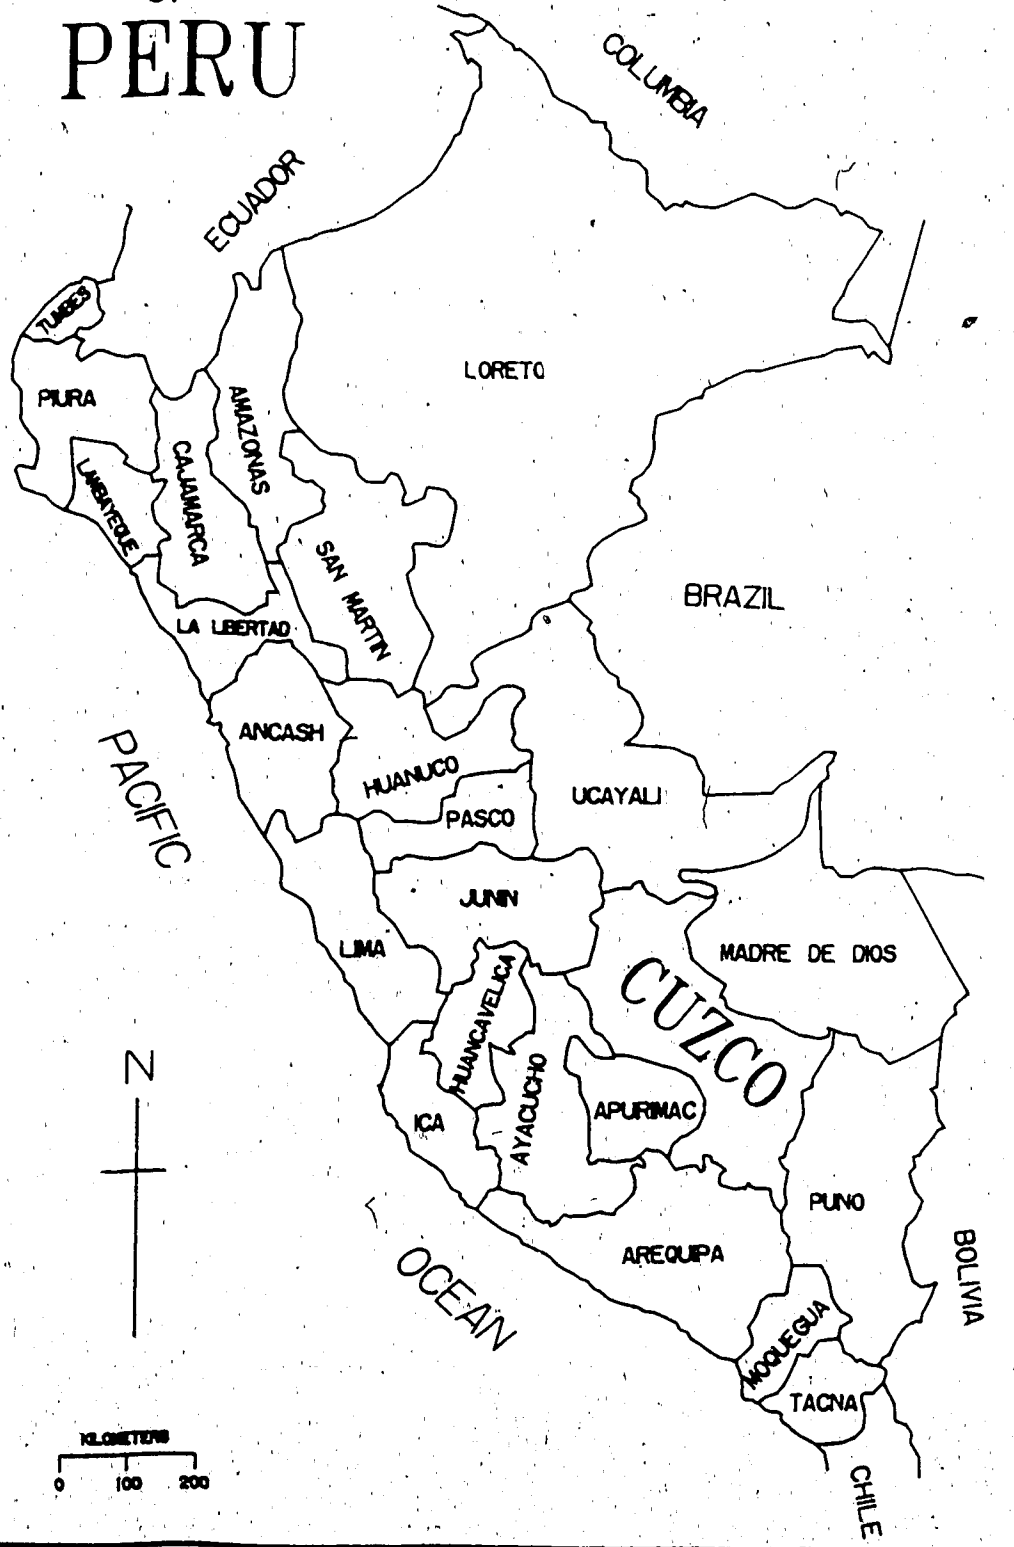 PERU
COLUMBIA
ECUADOR
TUMBES
LORETO
PIURA
AMAZONAS
CAJAMARCA
LAMBAYEQUE
SAN MARTIN
BRAZIL
LA LIBERTAD
ANCASH
PACIFIC
HUANUCO
UCAYALI
PASCO
JUNIN
LIMA
MADRE DE DIOS
CUZCO
HUANCAVELICA
N
AYACUCHO
APURIMAC
ICA
PUNO
AREQUIPA
BOLIVIA
OCEAN
MOQUEGUA
TACNA
KILOMETERS
0 100 200
CHILE